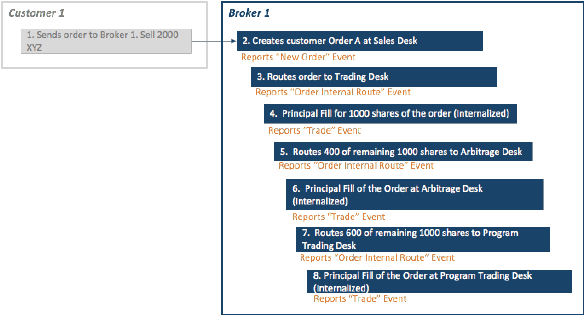 Customer 1
1. Sends order to Broker 1. Sell 2000
XYZ
Broker 1
2. Creates customer Order A at Sales Desk
Reports "New Order" Event
3. Routes order to Trading Desk
Reports "Order Internal Route" Event
4. Principal Fill for 1000 shares of the order (Internalized)
Reports "Trade" Event
5. Routes 400 of remaining 1000 shares to Arbitrage Desk
Reports "Order Internal Route" Event
6. Principal Fill of the Order at Arbitrage Desk
(Internalized)
Reports "Trade" Event
7. Routes 600 of remaining 1000 shares to Program
Trading Desk
Reports "Order Internal Route" Event
8. Principal Fill of the Order at Program Trading Desk
(Internalized)
Reports "Trade" Event